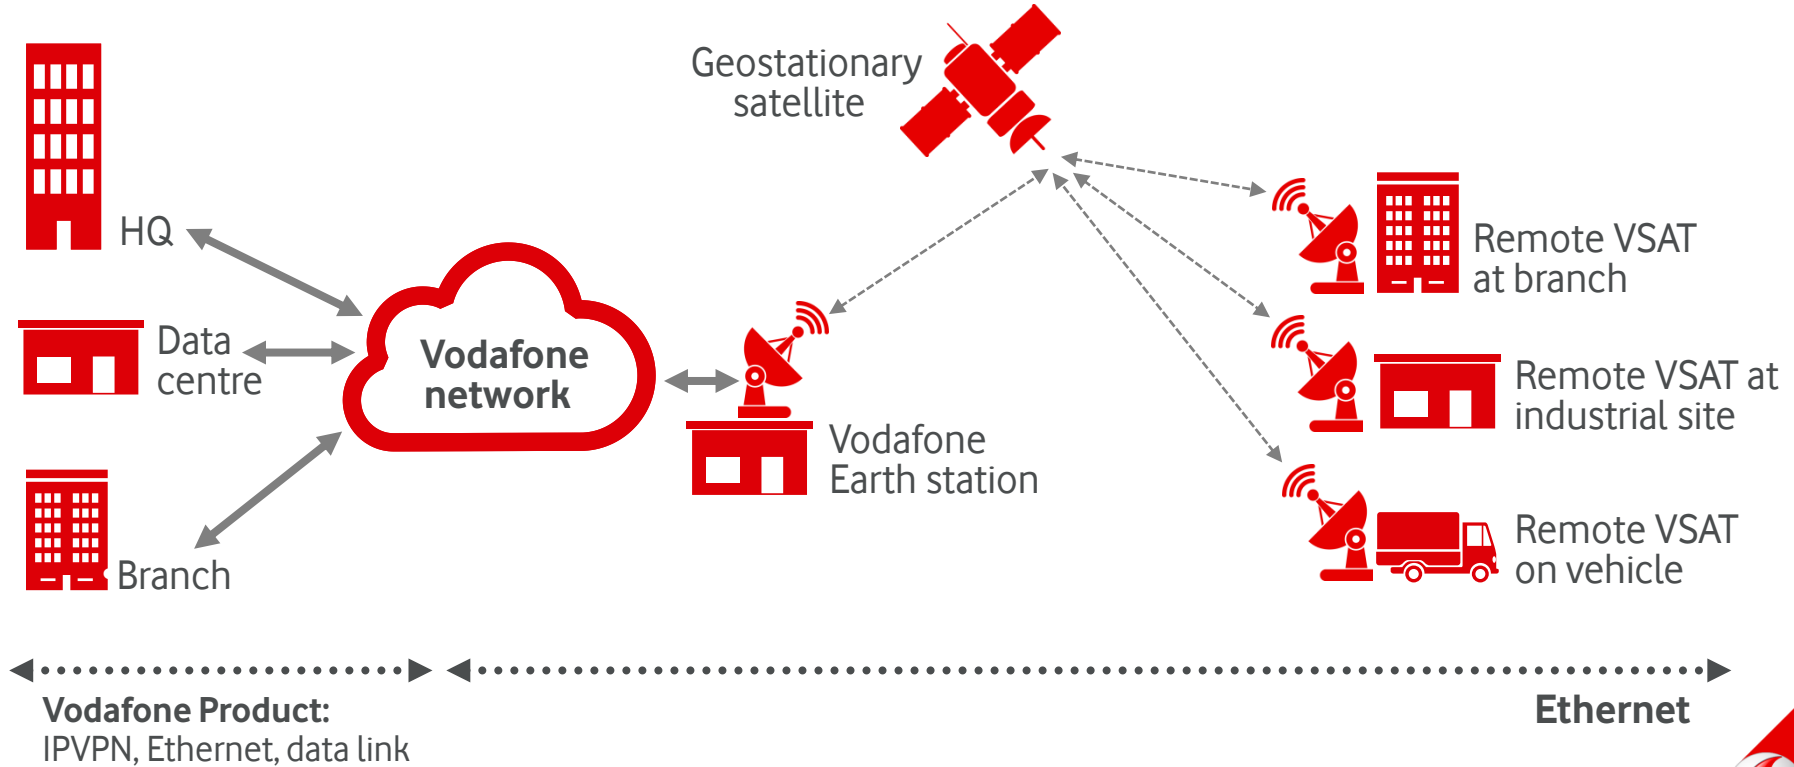 Geostationary
satellite
HQ
Remote VSAT
at branch
Data
centre
Vodafone
network
Remote VSAT at
industrial site
Vodafone
Earth station
Remote VSAT
on vehicle
Branch
Vodafone Product:
IPVPN, Ethernet, data link
Ethernet